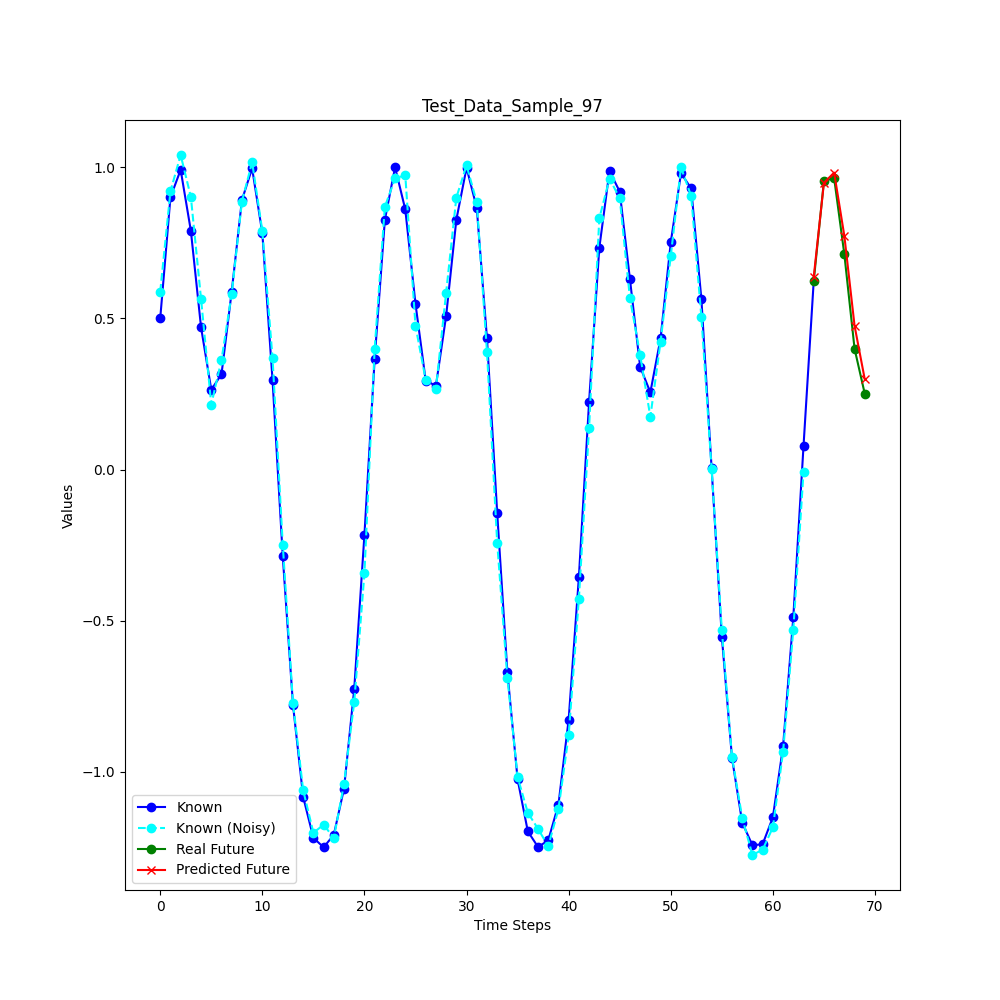 Test_Data_Sample_97
Values
1.0
0.5
0.0
−0.5
−1.0
Known
Known (Noisy)
Real Future
Predicted Future
0 10 20 30 40 50 60 70
Time Steps